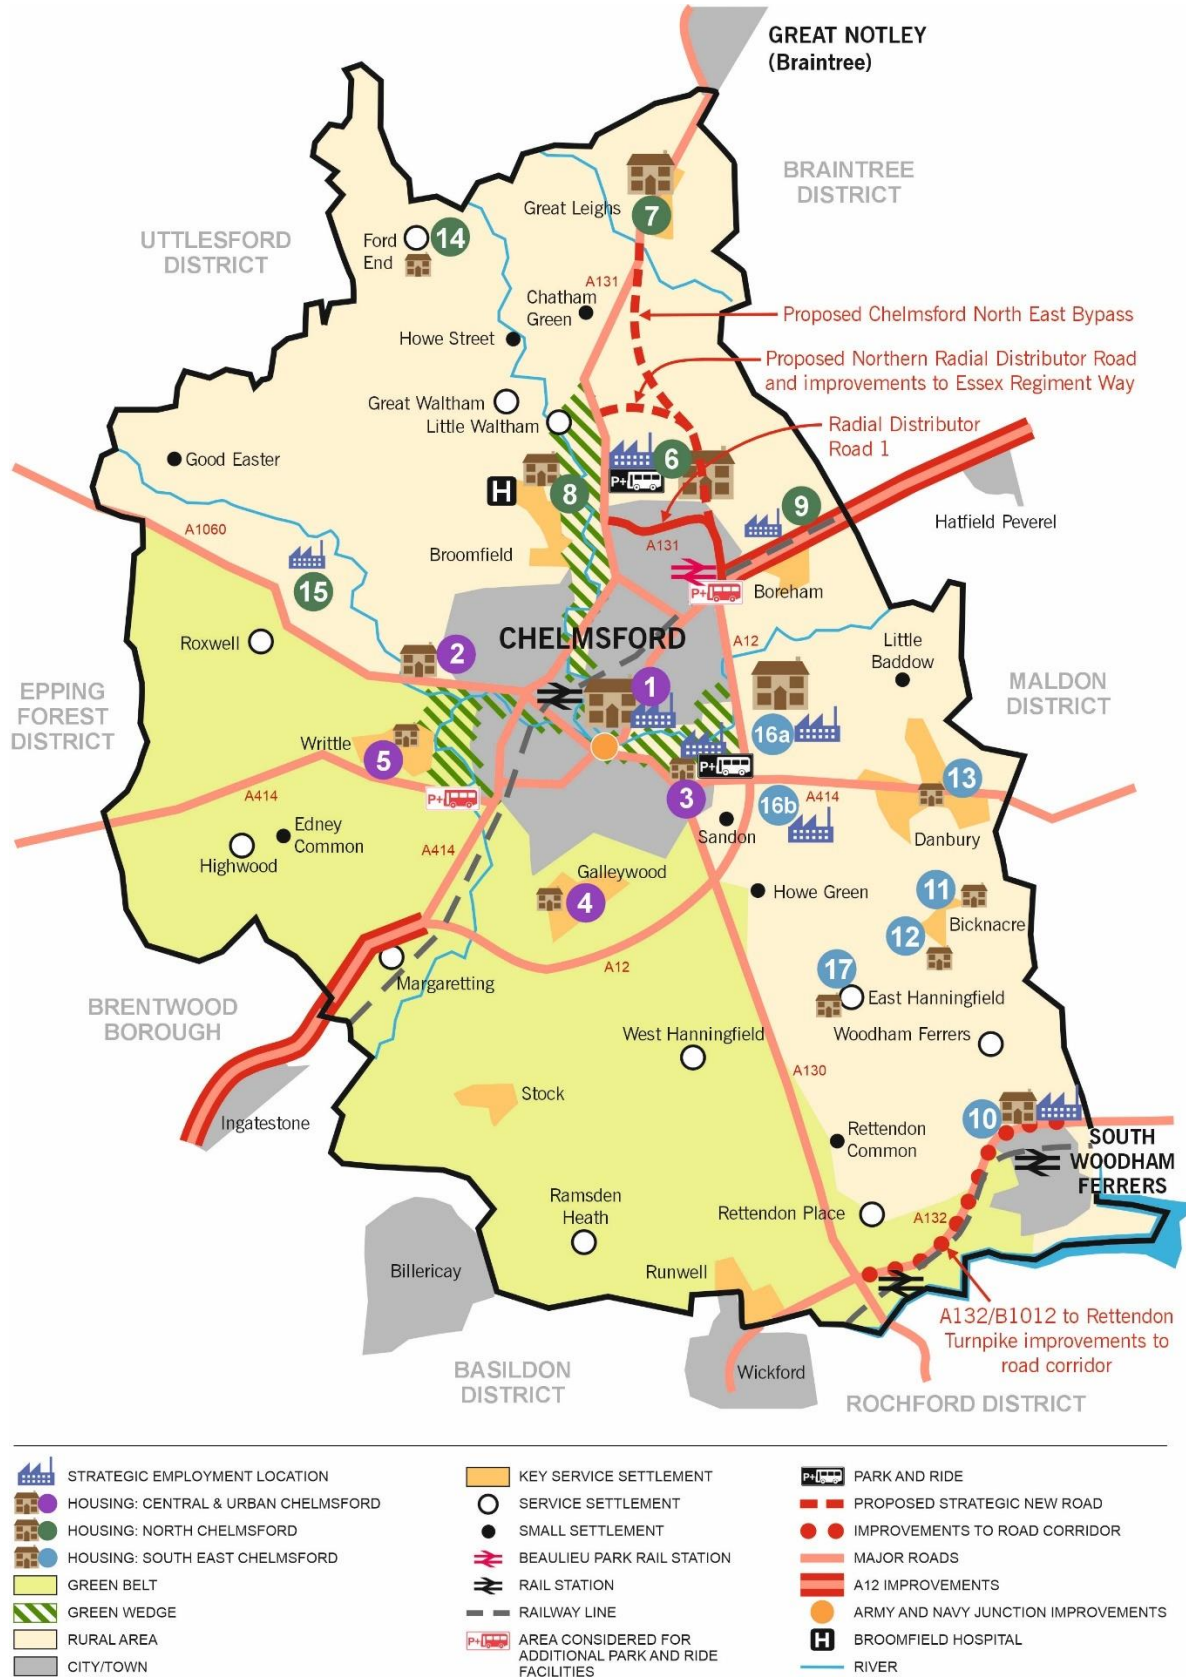 GREAT NOTLEY
(Braintree)
BRAINTREE
DISTRICT
UTTLESFORD
DISTRICT
Great Leighs
7
Ford
End
14
A131
Chatham
Green
Howe Street
Proposed Chelmsford North East Bypass
Proposed Northern Radial Distributor Road
and improvements to Essex Regiment Way
Great Waltham
Little Waltham
Radial Distributor
Road 1
Good Easter
6
P+
H
8
9
Hatfield Peverel
A1060
A131
Broomfield
15
P+
Boreham
Roxwell
CHELMSFORD
A12
Little
Baddow
2
1
EPPING
FOREST
DISTRICT
MALDON
DISTRICT
Writtle
5
16a
P+
13
P+
3
16b
A414
A414
Sandon
Danbury
Edney
Common
Highwood
A414
Galleywood
4
Howe Green
11
Bicknacre
12
A12
17
Margaretting
East Hanningfield
BRENTWOOD
BOROUGH
West Hanningfield
Woodham Ferrers
A130
Stock
Ingatestone
10
Rettendon
Common
SOUTH
WOODHAM
FERRERS
Ramsden
Heath
Rettendon Place
A132
Billericay
Runwell
A132/B1012 to Rettendon
Turnpike improvements to
road corridor
BASILDON
DISTRICT
Wickford
ROCHFORD DISTRICT
STRATEGIC EMPLOYMENT LOCATION
HOUSING: CENTRAL & URBAN CHELMSFORD
HOUSING: NORTH CHELMSFORD
HOUSING: SOUTH EAST CHELMSFORD
GREEN BELT
GREEN WEDGE
RURAL AREA
CITY/TOWN
KEY SERVICE SETTLEMENT
SERVICE SETTLEMENT
SMALL SETTLEMENT
BEAULIEU PARK RAIL STATION
RAIL STATION
RAILWAY LINE
P+
AREA CONSIDERED FOR
ADDITIONAL PARK AND RIDE
FACILITIES
P+
PARK AND RIDE
PROPOSED STRATEGIC NEW ROAD
IMPROVEMENTS TO ROAD CORRIDOR
MAJOR ROADS
A12 IMPROVEMENTS
ARMY AND NAVY JUNCTION IMPROVEMENTS
H
BROOMFIELD HOSPITAL
RIVER